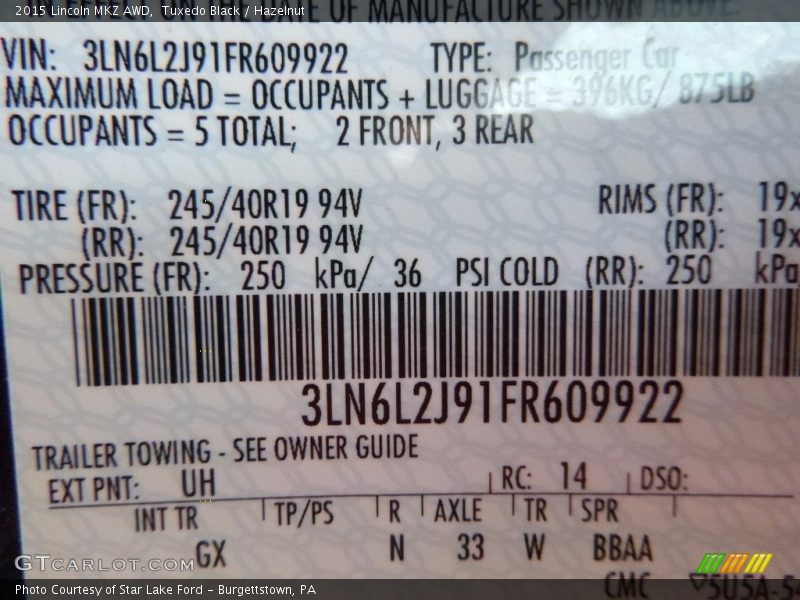 2015 Lincoln MKZ AWD, Tuxedo Black / Hazelnut
OF MANUFACTURE SHOWN ABOVE.
VIN: 3LN6L2J91FR609922 TYPE: Passenger Car
MAXIMUM LOAD = OCCUPANTS + LUGGAGE = 396KG/ 875LB
OCCUPANTS = 5 TOTAL; 2 FRONT, 3 REAR
TIRE (FR): 245/40R19 94V RIMS (FR): 19x
(RR): 245/40R19 94V (RR): 19x
PRESSURE (FR): 250 kPa/ 36 PSI COLD (RR): 250 kPa
3LN6L2J91FR609922
TRAILER TOWING - SEE OWNER GUIDE
EXT PNT: UH RC: 14 DSO:
INT TR TP/PS R AXLE TR SPR
GX N 33 W BBAA
CMC
GTCARLOT.COM
Photo Courtesy of Star Lake Ford - Burgettstown, PA